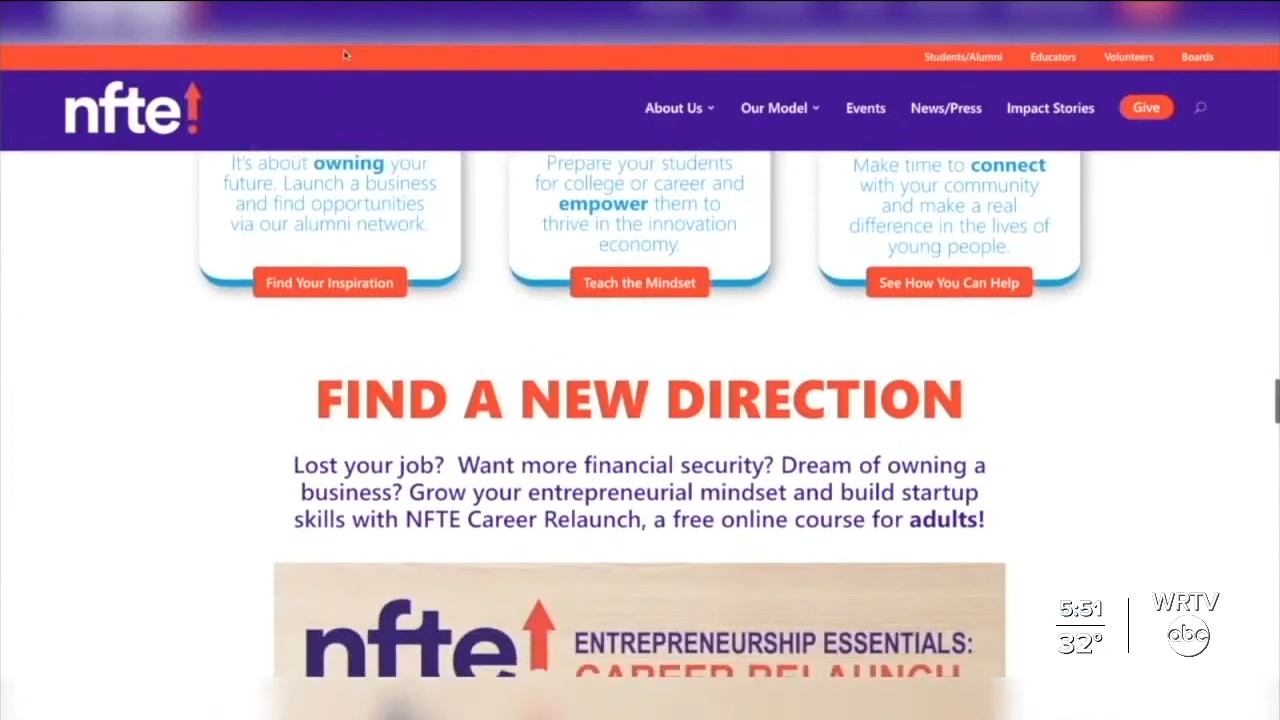 Students/Alumni Educators Volunteers Boards
nfte!
About Us Our Model Events News/Press Impact Stories Give
It's about owning your
future. Launch a business
and find opportunities
via our alumni network.
Find Your Inspiration
Prepare your students
for college or career and
empower them to
thrive in the innovation
economy.
Teach the Mindset
Make time to connect
with your community
and make a real
difference in the lives of
young people.
See How You Can Help
FIND A NEW DIRECTION
Lost your job? Want more financial security? Dream of owning a
business? Grow your entrepreneurial mindset and build startup
skills with NFTE Career Relaunch, a free online course for adults!
nfte!
ENTREPRENEURSHIP ESSENTIALS:
CAREER RELAUNCH
5:51
32°
WRTV
abc